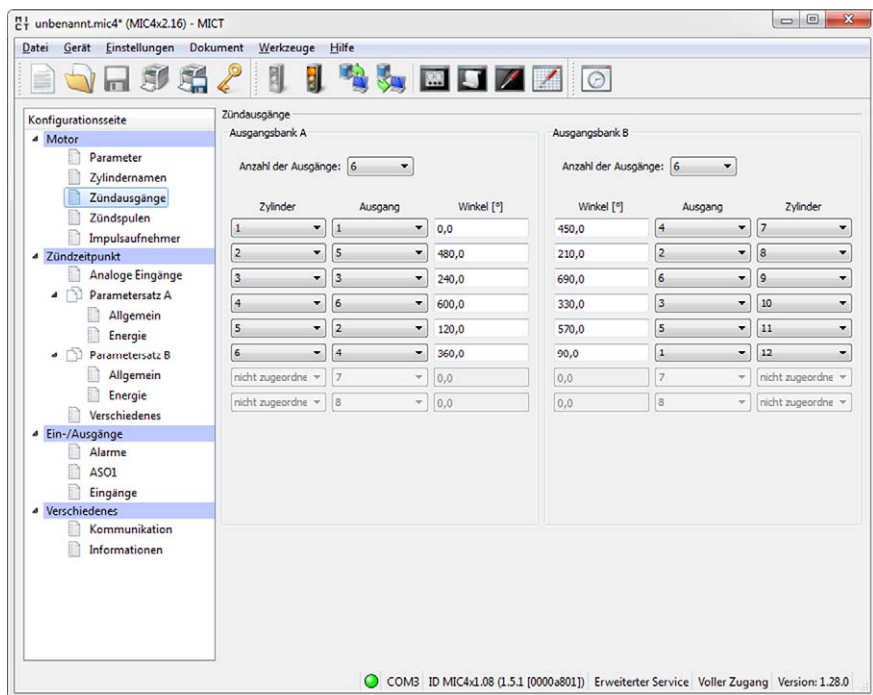 unbenannt.mic4* (MIC4x2.16) - MICT
Datei Gerät Einstellungen Dokument Werkzeuge Hilfe
Konfigurationsseite
Motor
Parameter
Zylindernamen
Zündausgänge
Zündspulen
Impulsaufnehmer
Zündzeitpunkt
Analoge Eingänge
Parametersatz A
Allgemein
Energie
Parametersatz B
Allgemein
Energie
Verschiedenes
Ein-/Ausgänge
Alarme
ASO1
Eingänge
Verschiedenes
Kommunikation
Informationen
Zündausgänge
Ausgangsbank A
Anzahl der Ausgänge: 6
Zylinder Ausgang Winkel [°]
1 1 0,0
2 5 480,0
3 3 240,0
4 6 600,0
5 2 120,0
6 4 360,0
nicht zugeordne 7 0,0
nicht zugeordne 8 0,0
Ausgangsbank B
Anzahl der Ausgänge: 6
Winkel [°] Ausgang Zylinder
450,0 4 7
210,0 2 8
690,0 6 9
330,0 3 10
570,0 5 11
90,0 1 12
0,0 7 nicht zugeordne
0,0 8 nicht zugeordne
COM3 ID MIC4x1.08 (1.5.1 [0000a801]) Erweiterter Service Voller Zugang Version: 1.28.0